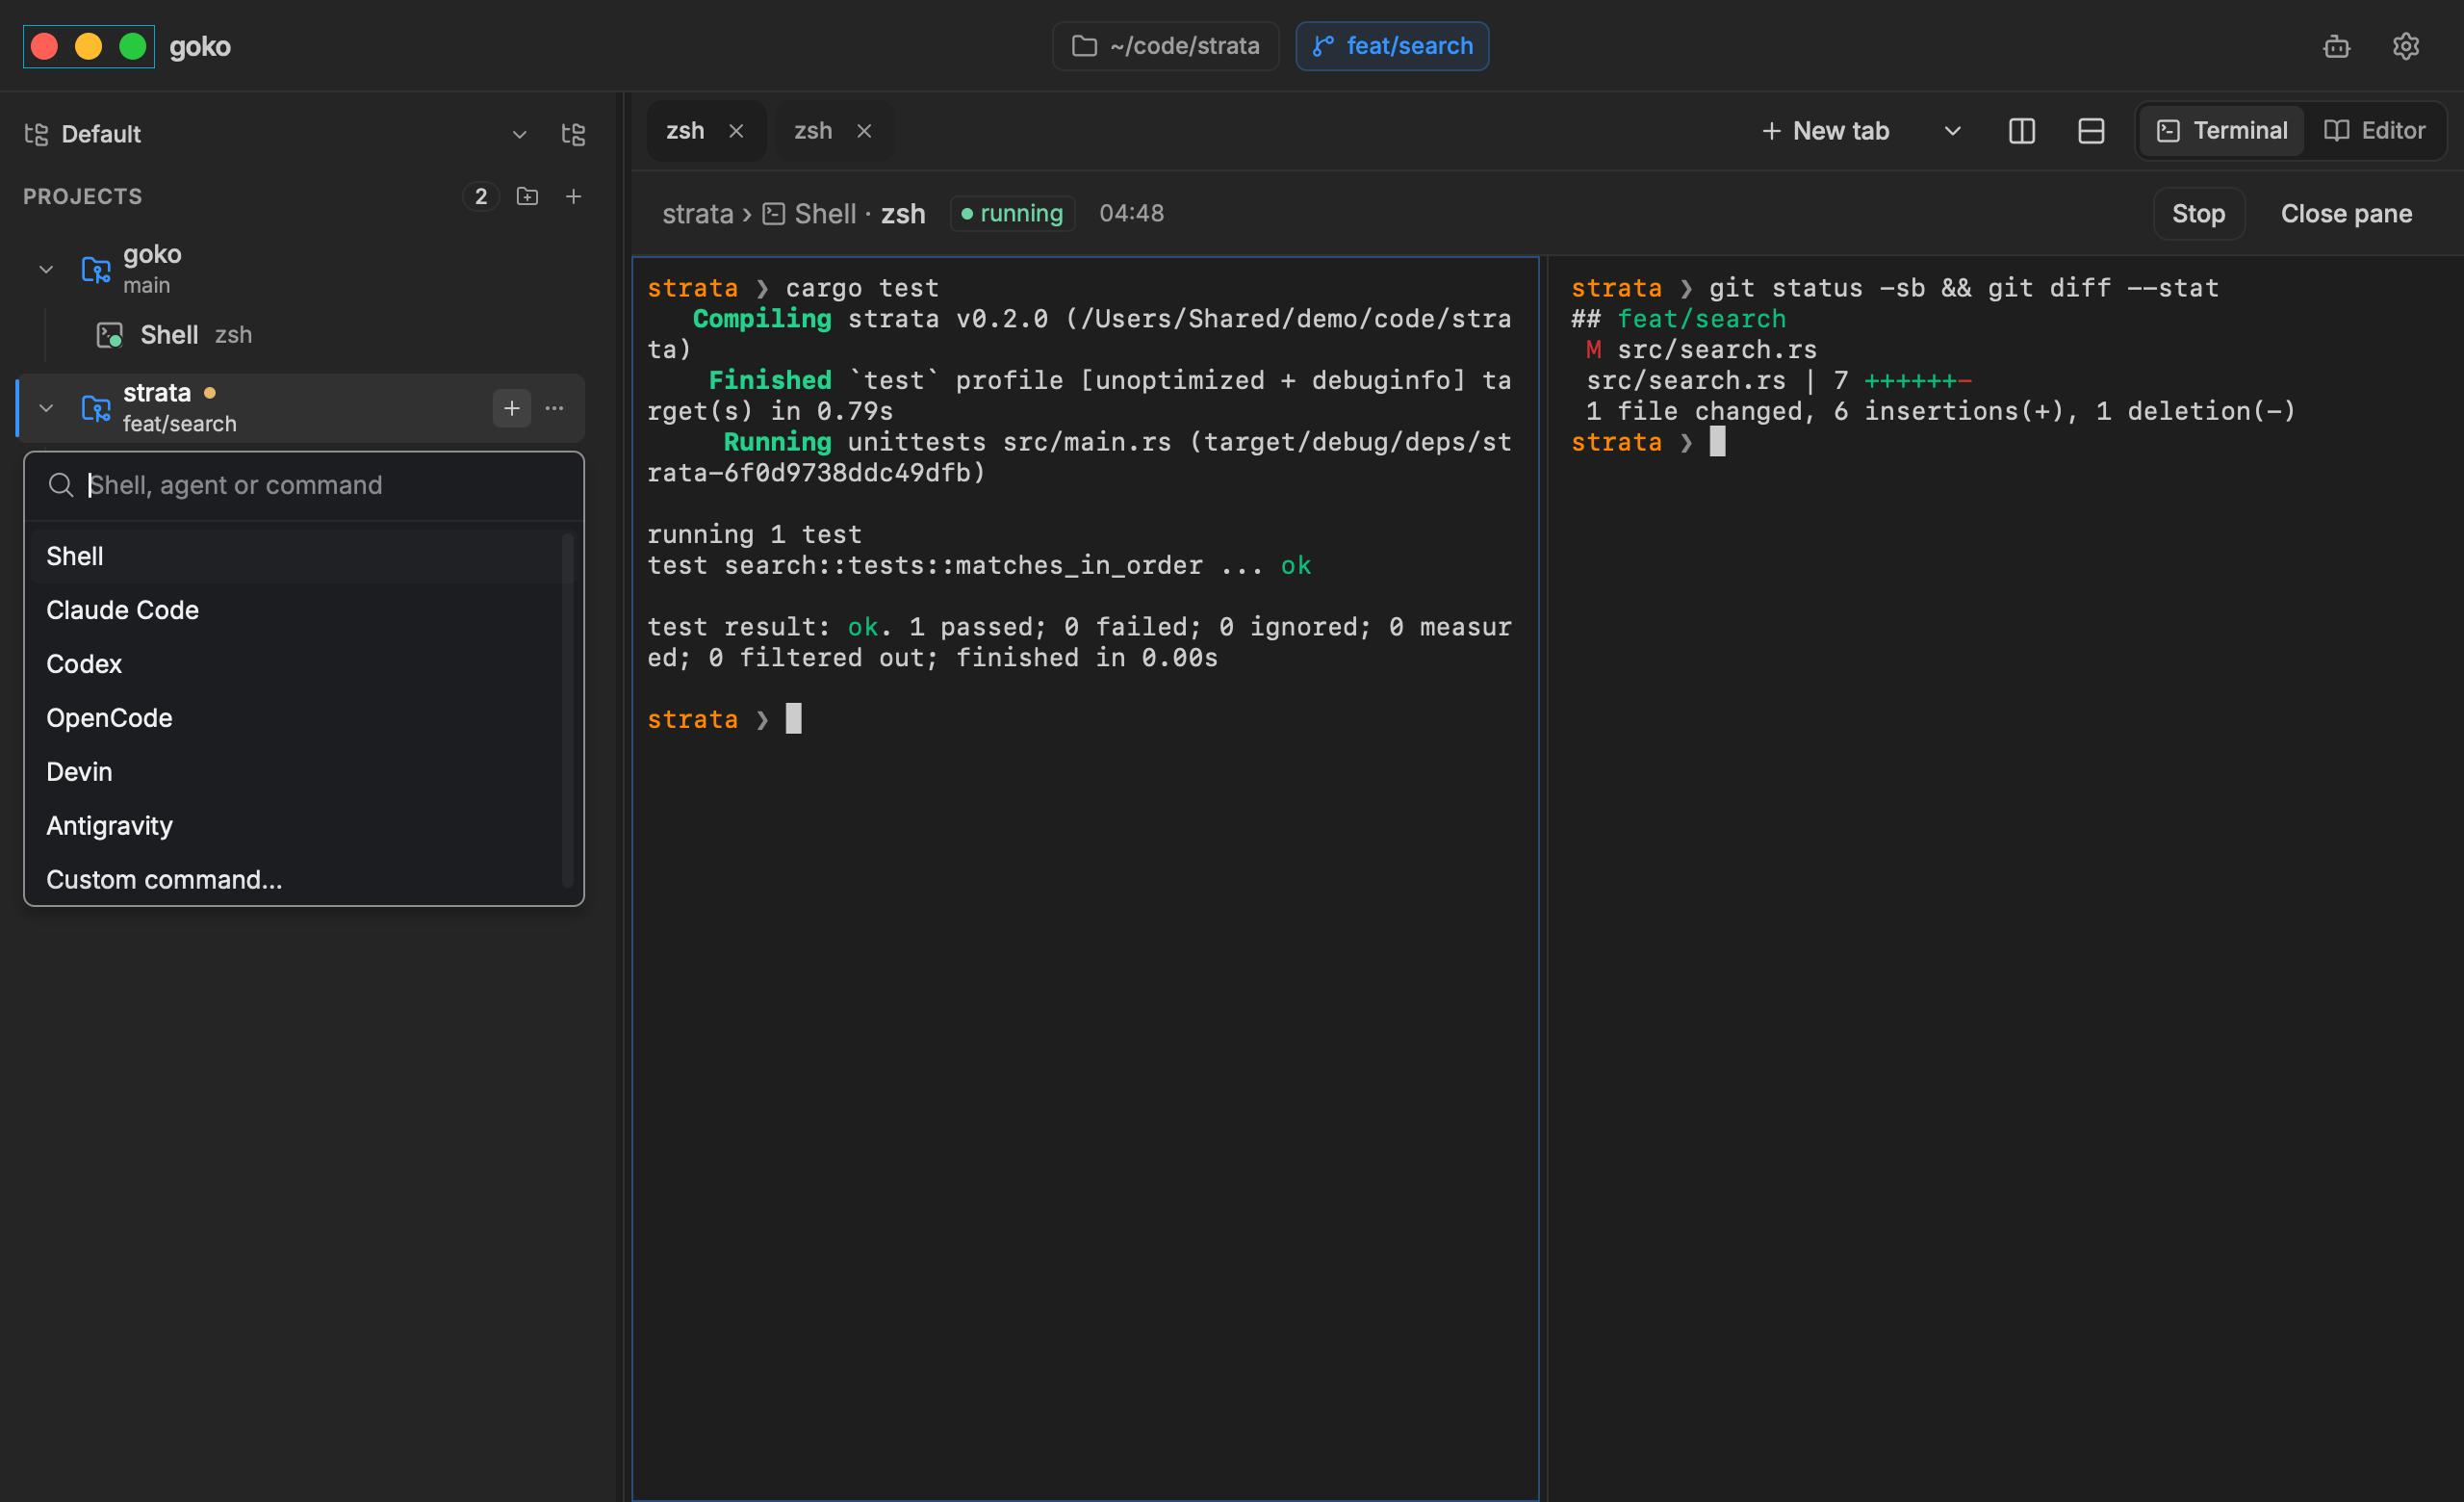 goko
~/code/strata
feat/search
Default
PROJECTS
2
goko
main
Shell zsh
strata
feat/search
Shell, agent or command
Shell
Claude Code
Codex
OpenCode
Devin
Antigravity
Custom command...
zsh
zsh
New tab
Terminal
Editor
strata › Shell · zsh
running
04:48
Stop
Close pane
strata ❯ cargo test
Compiling strata v0.2.0 (/Users/Shared/demo/code/stra
ta)
Finished `test` profile [unoptimized + debuginfo] ta
rget(s) in 0.79s
Running unittests src/main.rs (target/debug/deps/st
rata-6f0d9738ddc49dfb)
running 1 test
test search::tests::matches_in_order ... ok
test result: ok. 1 passed; 0 failed; 0 ignored; 0 measur
ed; 0 filtered out; finished in 0.00s
strata ❯
strata ❯ git status -sb && git diff --stat
## feat/search
M src/search.rs
src/search.rs | 7 ++++++-
1 file changed, 6 insertions(+), 1 deletion(-)
strata ❯